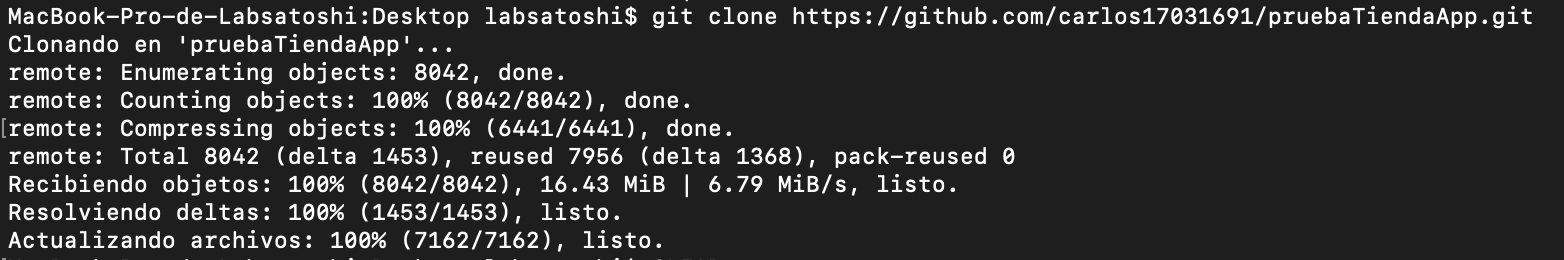 MacBook-Pro-de-Labsatoshi:Desktop labsatoshi$ git clone https://github.com/carlos17031691/pruebaTiendaApp.git
Clonando en 'pruebaTiendaApp'...
remote: Enumerating objects: 8042, done.
remote: Counting objects: 100% (8042/8042), done.
remote: Compressing objects: 100% (6441/6441), done.
remote: Total 8042 (delta 1453), reused 7956 (delta 1368), pack-reused 0
Recibiendo objetos: 100% (8042/8042), 16.43 MiB | 6.79 MiB/s, listo.
Resolviendo deltas: 100% (1453/1453), listo.
Actualizando archivos: 100% (7162/7162), listo.